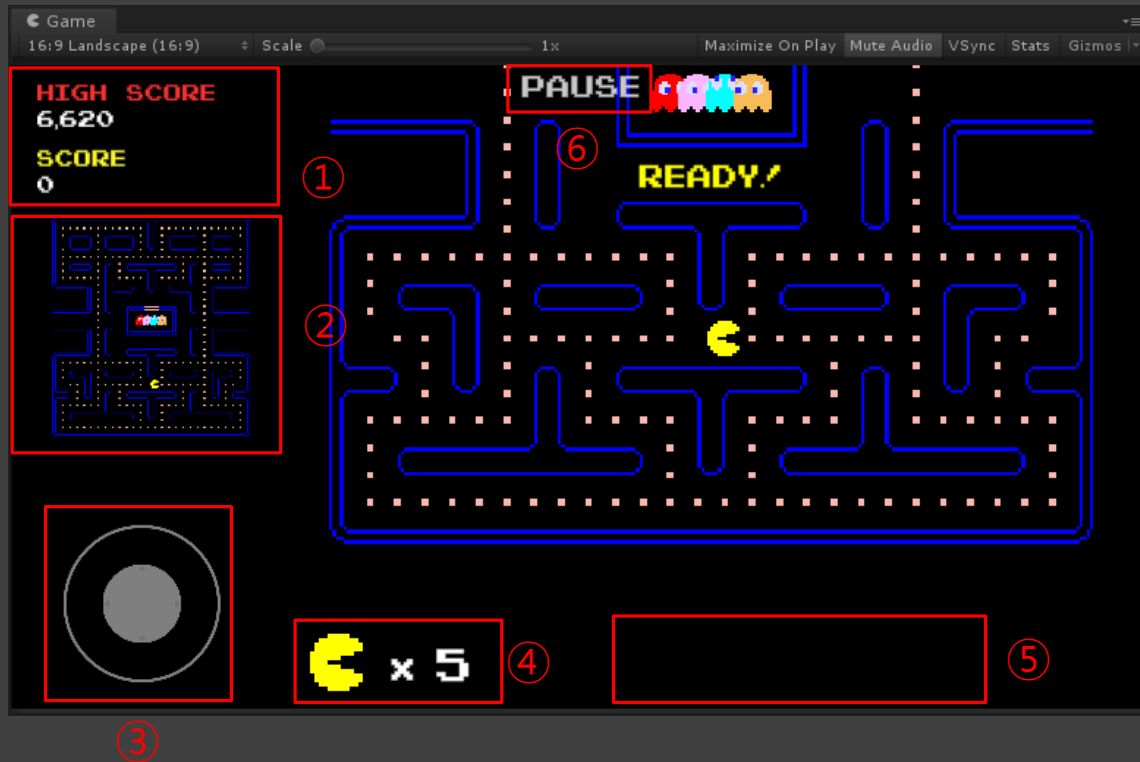 Game
16:9 Landscape (16:9) Scale 1x Maximize On Play Mute Audio VSync Stats Gizmos
HIGH SCORE
6,620
SCORE
0
①
PAUSE
⑥
READY!
②
③
x 5
④
⑤